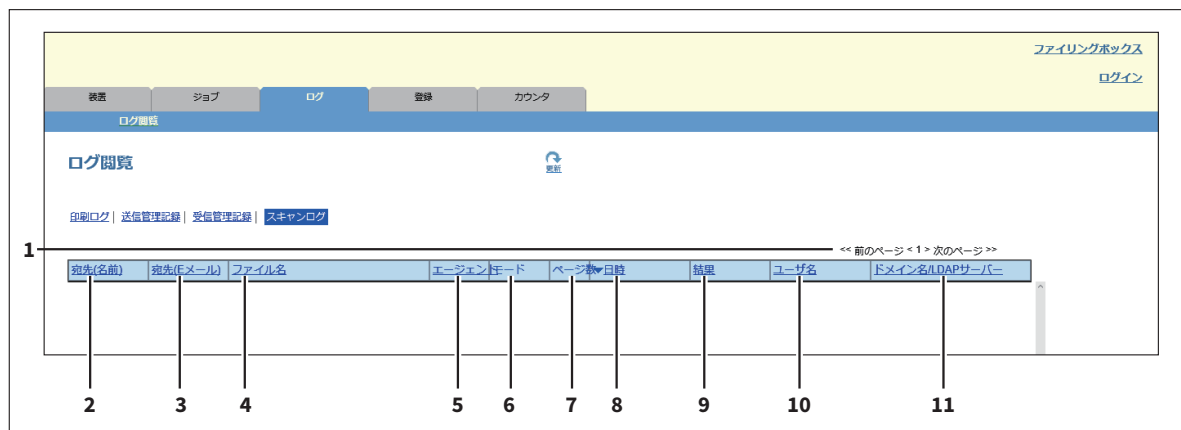 ファイリングボックス
ログイン
装置 ジョブ ログ 登録 カウンタ
ログ閲覧
ログ閲覧
更新
印刷ログ | 送信管理記録 | 受信管理記録 | スキャンログ
1
<< 前のページ < 1 > 次のページ >>
宛先(名前) 宛先(Eメール) ファイル名 エージェント モード ページ数 日時 結果 ユーザ名 ドメイン名/LDAPサーバー
2 3 4 5 6 7 8 9 10 11